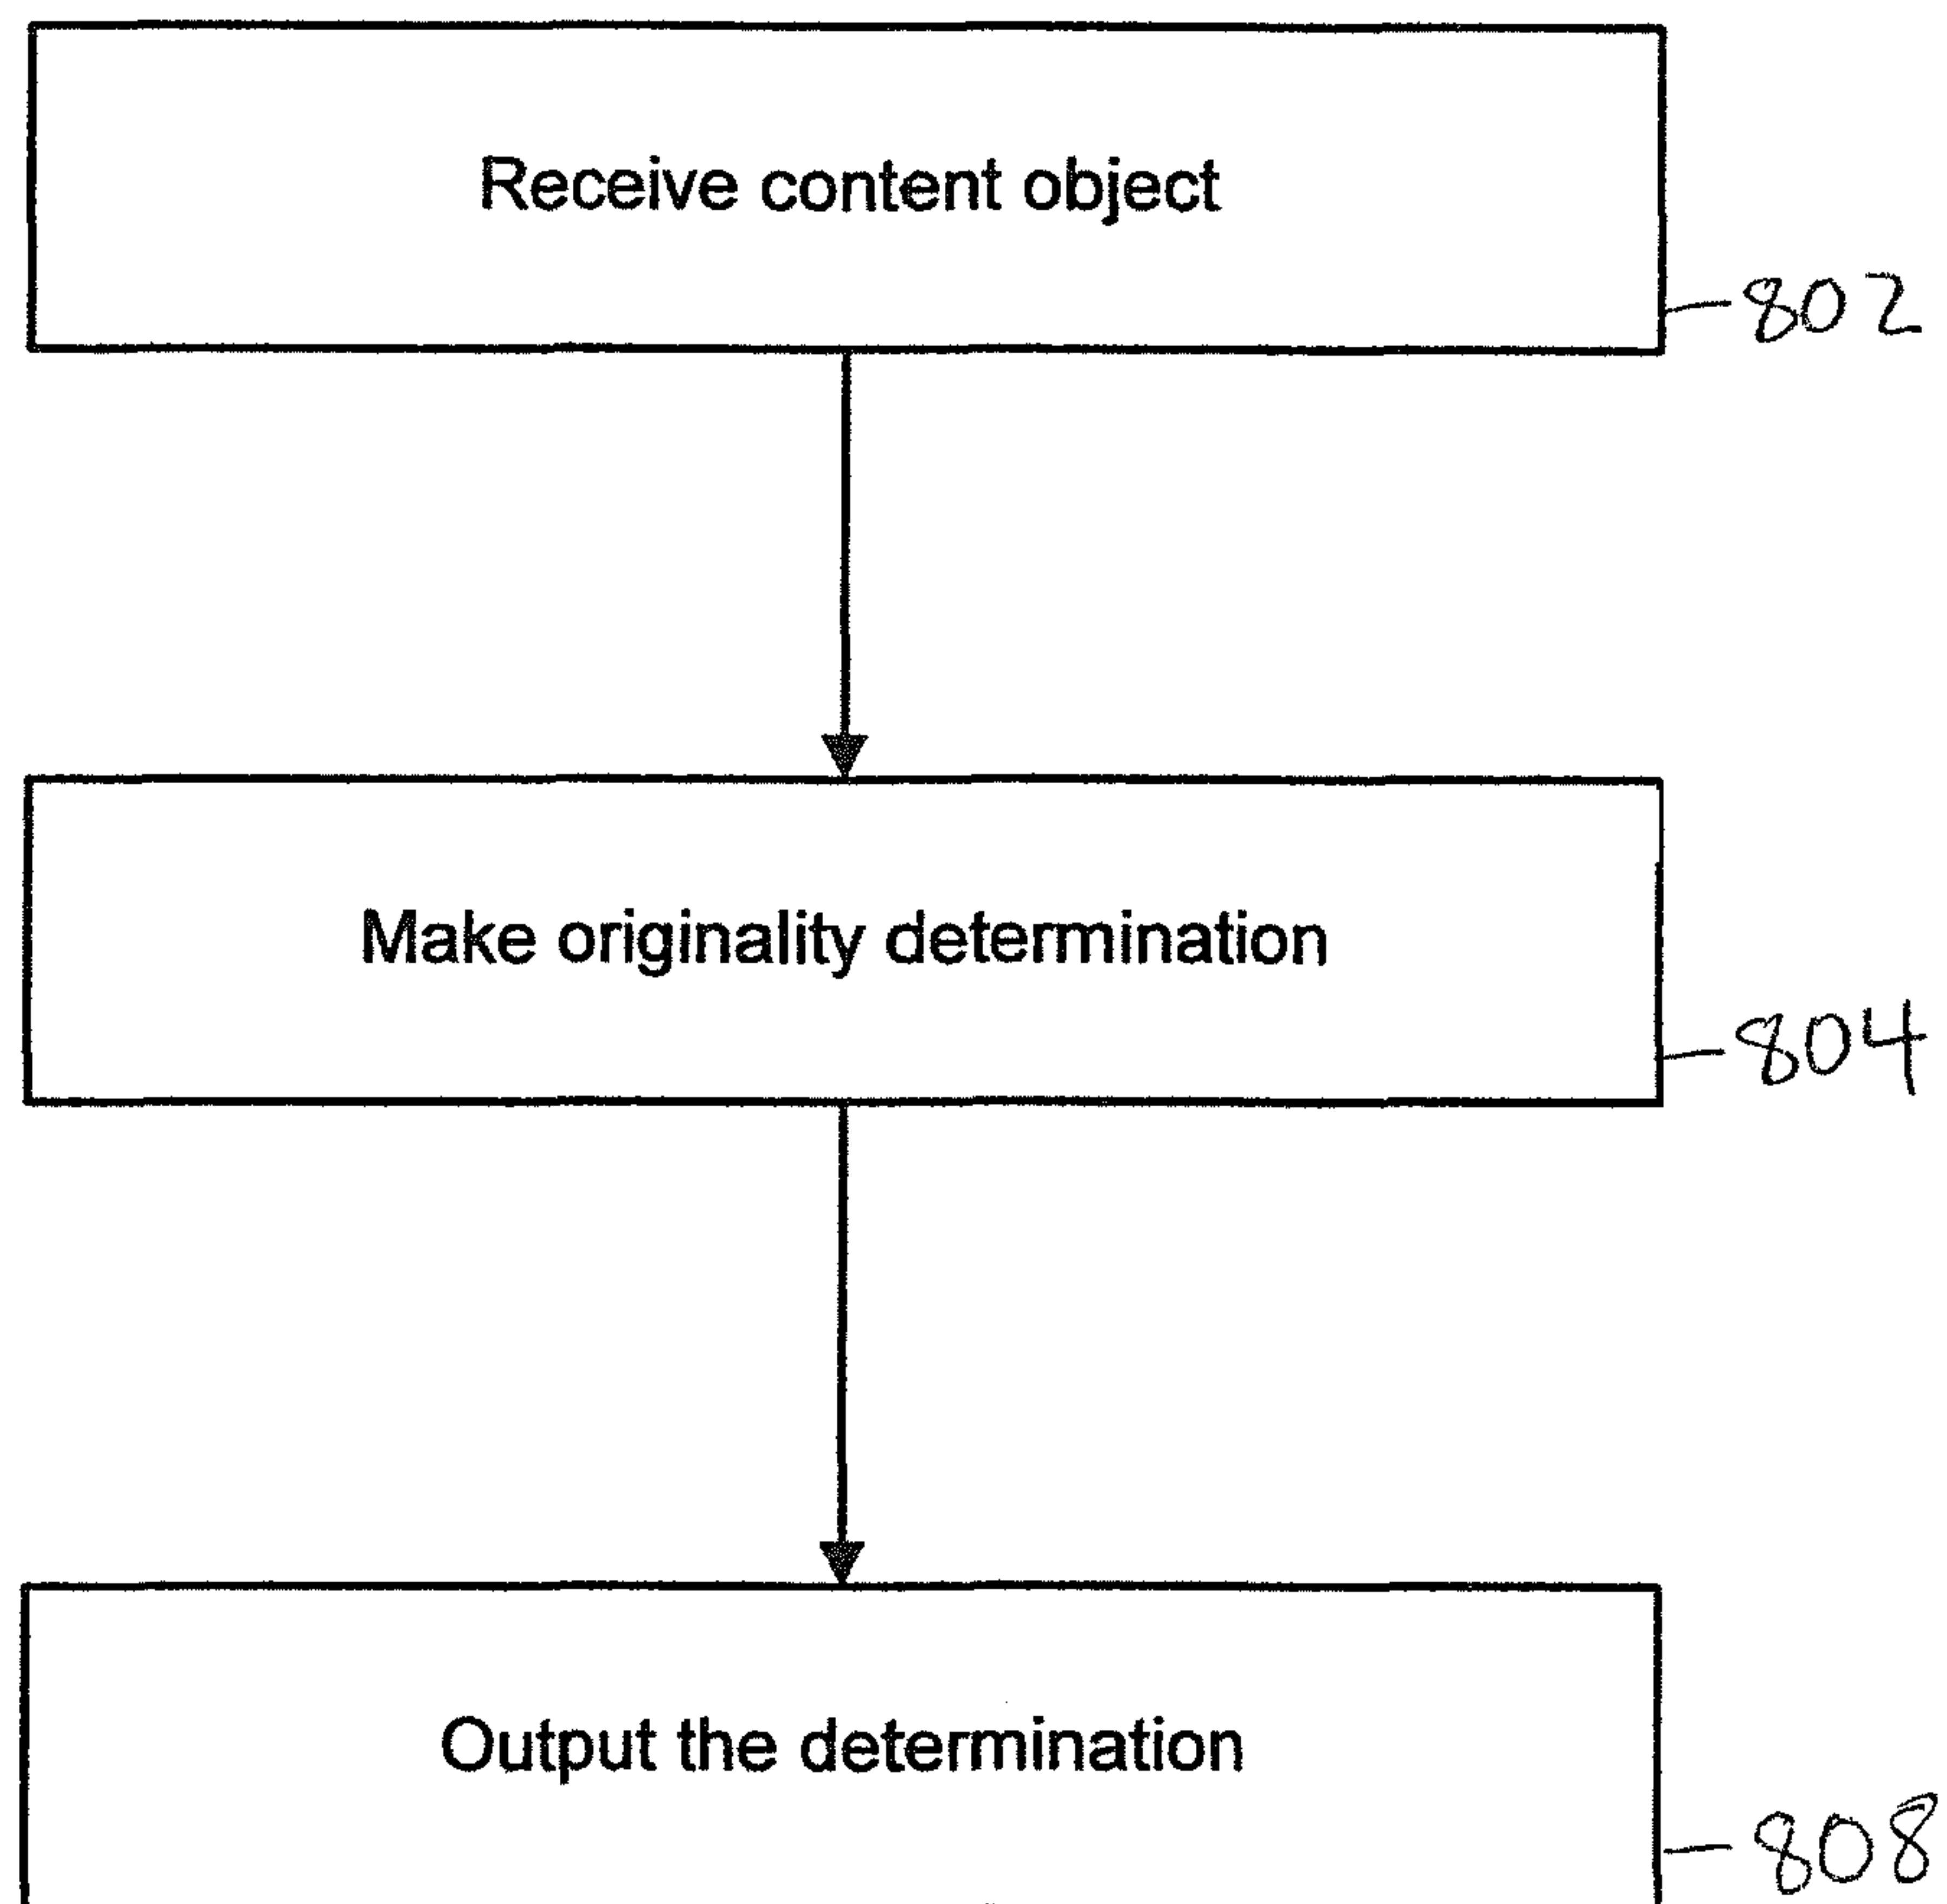 Receive content object
802
Make originality determination
804
Output the determination
808